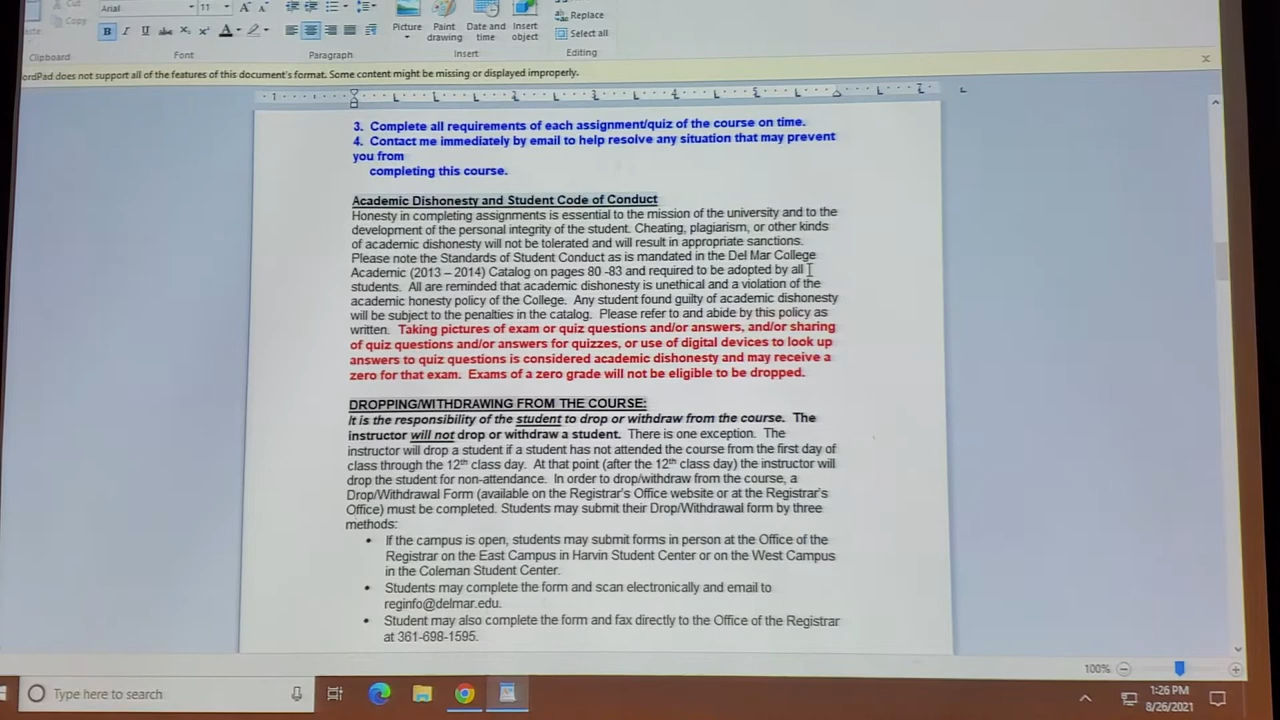 Cut
Copy
Clipboard
Arial
11
Font
Paragraph
Picture
Paint drawing
Date and time
Insert object
Insert
Replace
Select all
Editing
ordPad does not support all of the features of this document's format. Some content might be missing or displayed improperly.
3. Complete all requirements of each assignment/quiz of the course on time.
4. Contact me immediately by email to help resolve any situation that may prevent
you from
completing this course.
Academic Dishonesty and Student Code of Conduct
Honesty in completing assignments is essential to the mission of the university and to the
development of the personal integrity of the student. Cheating, plagiarism, or other kinds
of academic dishonesty will not be tolerated and will result in appropriate sanctions.
Please note the Standards of Student Conduct as is mandated in the Del Mar College
Academic (2013 – 2014) Catalog on pages 80 -83 and required to be adopted by all
students. All are reminded that academic dishonesty is unethical and a violation of the
academic honesty policy of the College. Any student found guilty of academic dishonesty
will be subject to the penalties in the catalog. Please refer to and abide by this policy as
written. Taking pictures of exam or quiz questions and/or answers, and/or sharing
of quiz questions and/or answers for quizzes, or use of digital devices to look up
answers to quiz questions is considered academic dishonesty and may receive a
zero for that exam. Exams of a zero grade will not be eligible to be dropped.
DROPPING/WITHDRAWING FROM THE COURSE:
It is the responsibility of the student to drop or withdraw from the course. The
instructor will not drop or withdraw a student. There is one exception. The
instructor will drop a student if a student has not attended the course from the first day of
class through the 12th class day. At that point (after the 12th class day) the instructor will
drop the student for non-attendance. In order to drop/withdraw from the course, a
Drop/Withdrawal Form (available on the Registrar's Office website or at the Registrar's
Office) must be completed. Students may submit their Drop/Withdrawal form by three
methods:
• If the campus is open, students may submit forms in person at the Office of the
Registrar on the East Campus in Harvin Student Center or on the West Campus
in the Coleman Student Center.
• Students may complete the form and scan electronically and email to
reginfo@delmar.edu.
• Student may also complete the form and fax directly to the Office of the Registrar
at 361-698-1595.
100%
Type here to search
1:26 PM
8/26/2021